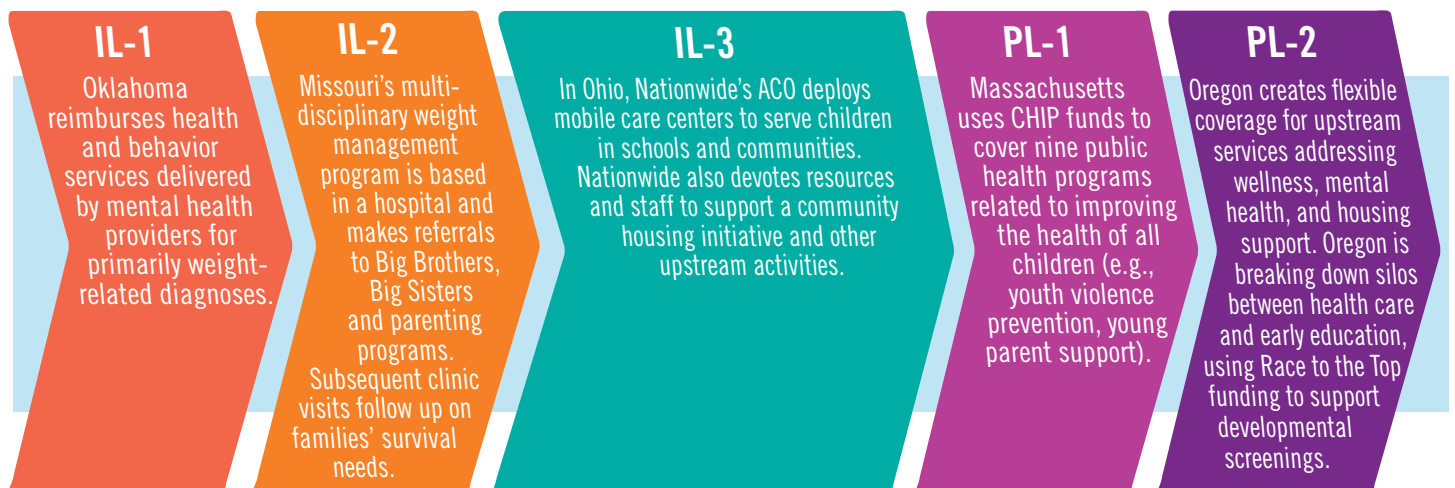 IL-1
Oklahoma
reimburses health
and behavior
services delivered
by mental health
providers for
primarily weight-
related diagnoses.
IL-2
Missouri's multi-
disciplinary weight
management
program is based
in a hospital and
makes referrals
to Big Brothers,
Big Sisters
and parenting
programs.
Subsequent clinic
visits follow up on
families' survival
needs.
IL-3
In Ohio, Nationwide's ACO deploys
mobile care centers to serve children
in schools and communities.
Nationwide also devotes resources
and staff to support a community
housing initiative and other
upstream activities.
PL-1
Massachusetts
uses CHIP funds to
cover nine public
health programs
related to improving
the health of all
children (e.g.,
youth violence
prevention, young
parent support).
PL-2
Oregon creates flexible
coverage for upstream
services addressing
wellness, mental
health, and housing
support. Oregon is
breaking down silos
between health care
and early education,
using Race to the Top
funding to support
developmental
screenings.